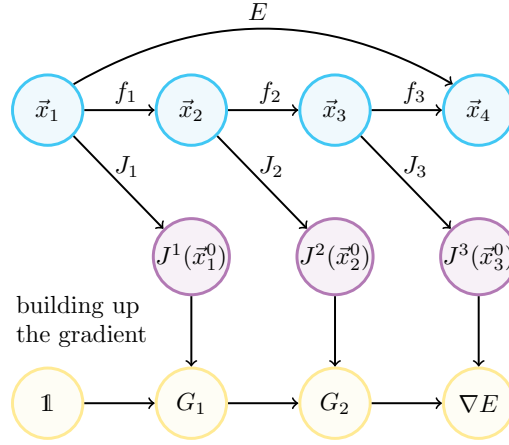 E
x⃗₁ f₁ x⃗₂ f₂ x⃗₃ f₃ x⃗₄
J₁ J₂ J₃
J¹(x⃗₁⁰) J²(x⃗₂⁰) J³(x⃗₃⁰)
building up
the gradient
𝟙 G₁ G₂ ∇E